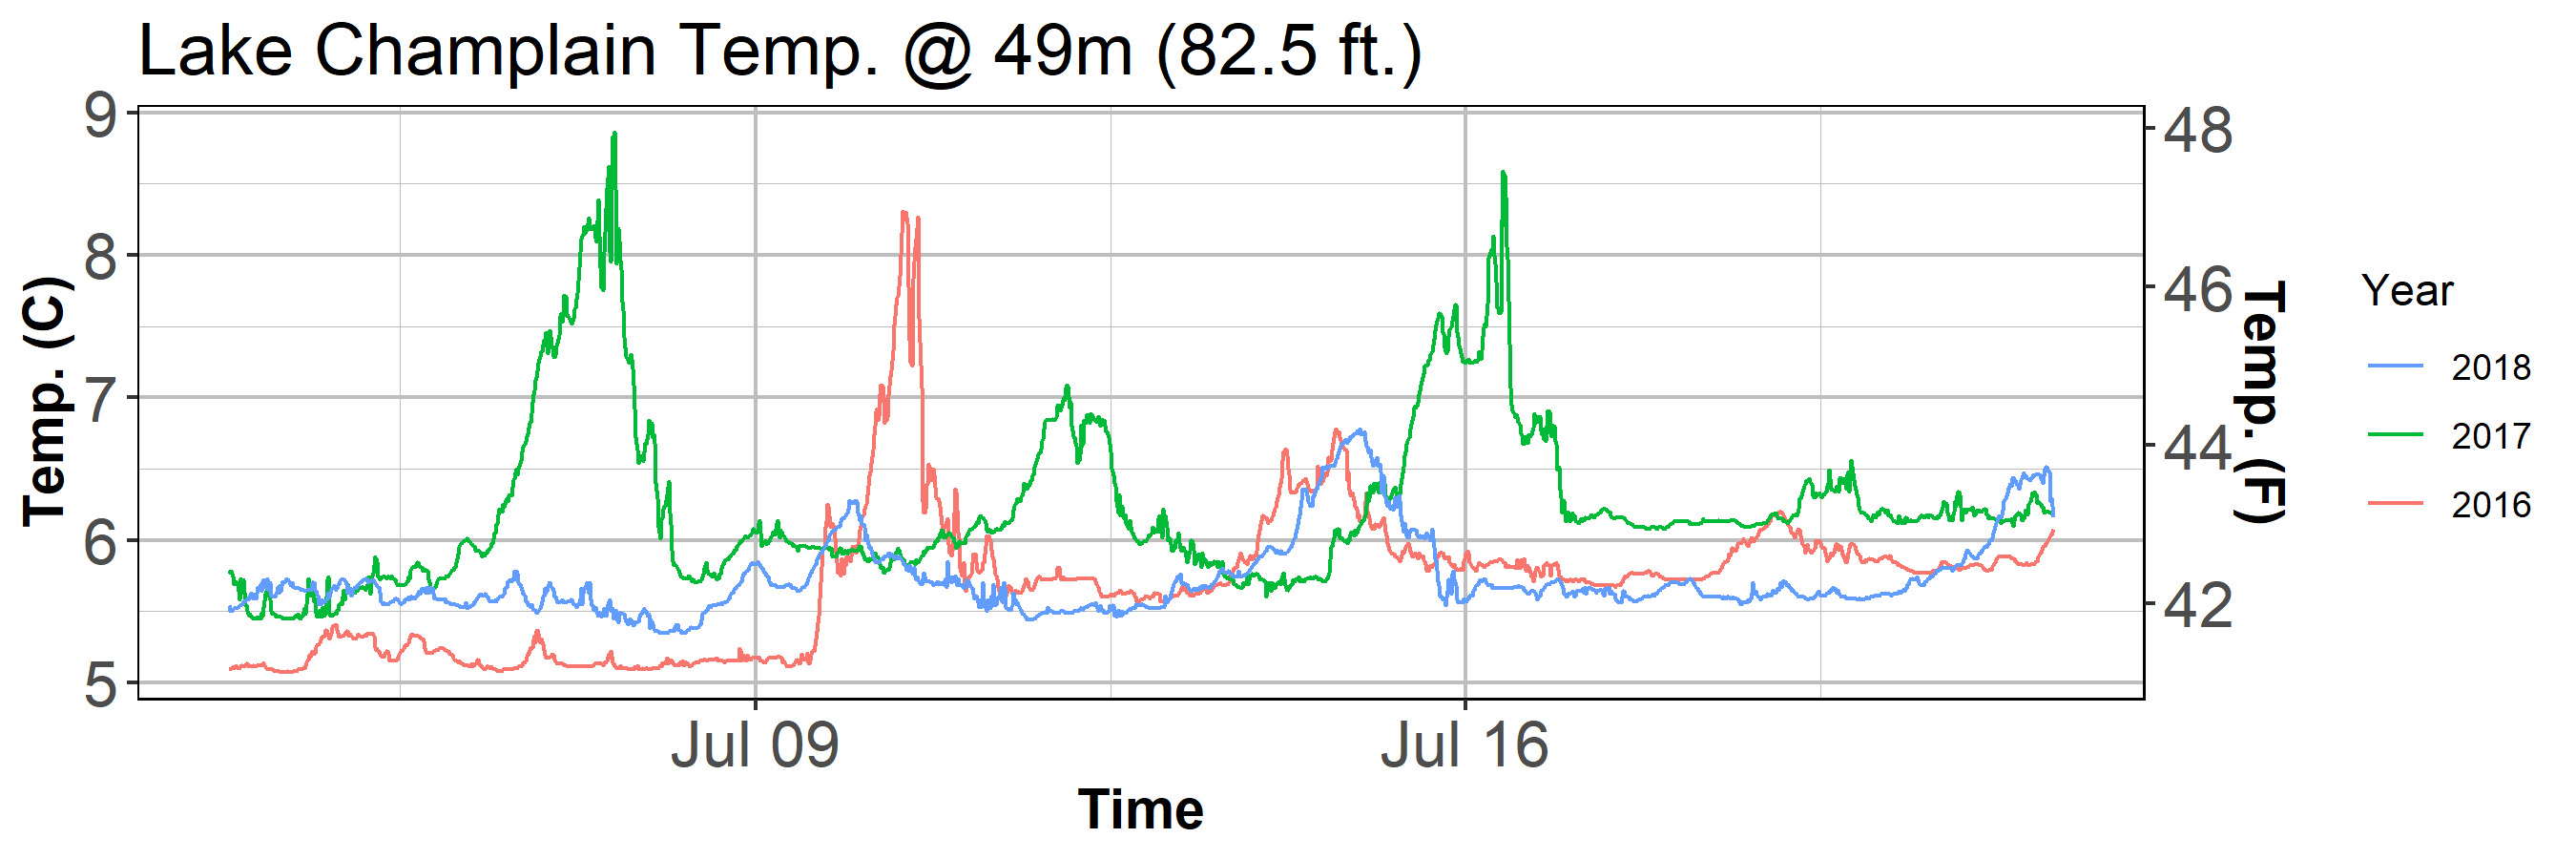 Lake Champlain Temp. @ 49m (82.5 ft.)
9
8
7
6
5
Temp. (C)
48
46
44
42
Temp. (F)
Jul 09
Jul 16
Time
Year
2018
2017
2016